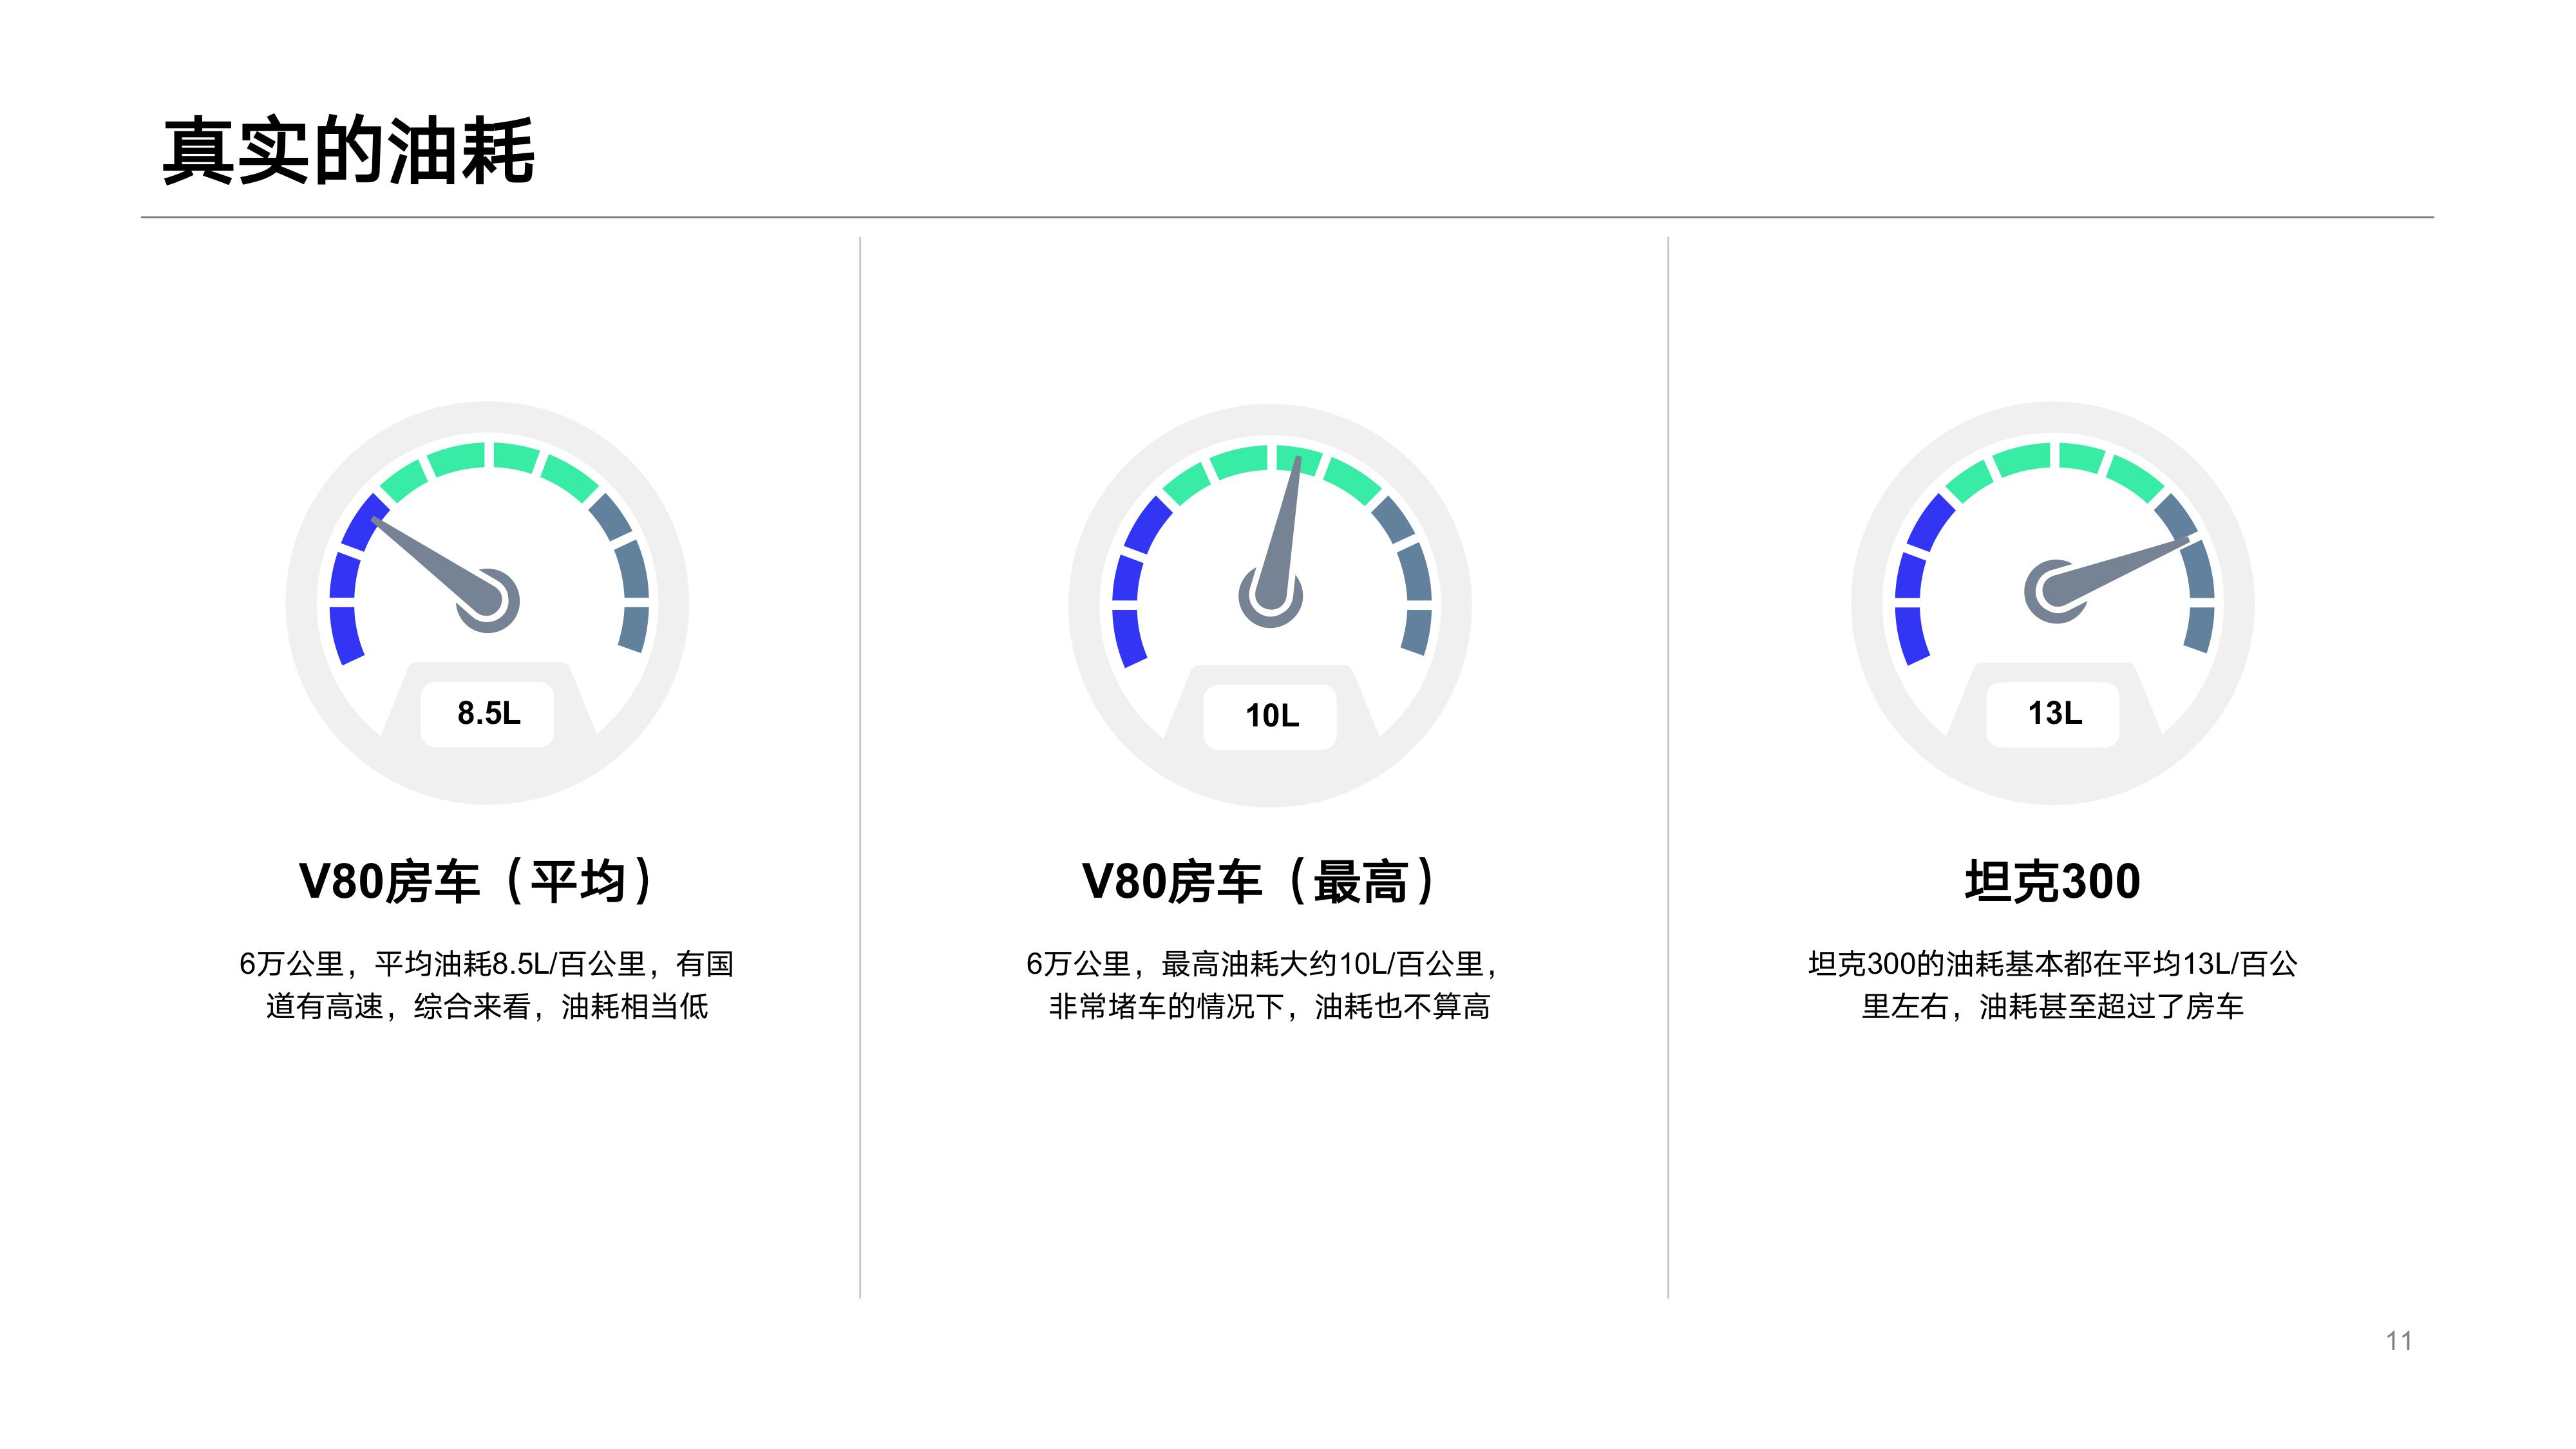 真实的油耗
8.5L
V80房车（平均）
6万公里，平均油耗8.5L/百公里，有国
道有高速，综合来看，油耗相当低
10L
V80房车（最高）
6万公里，最高油耗大约10L/百公里，
非常堵车的情况下，油耗也不算高
13L
坦克300
坦克300的油耗基本都在平均13L/百公
里左右，油耗甚至超过了房车
11